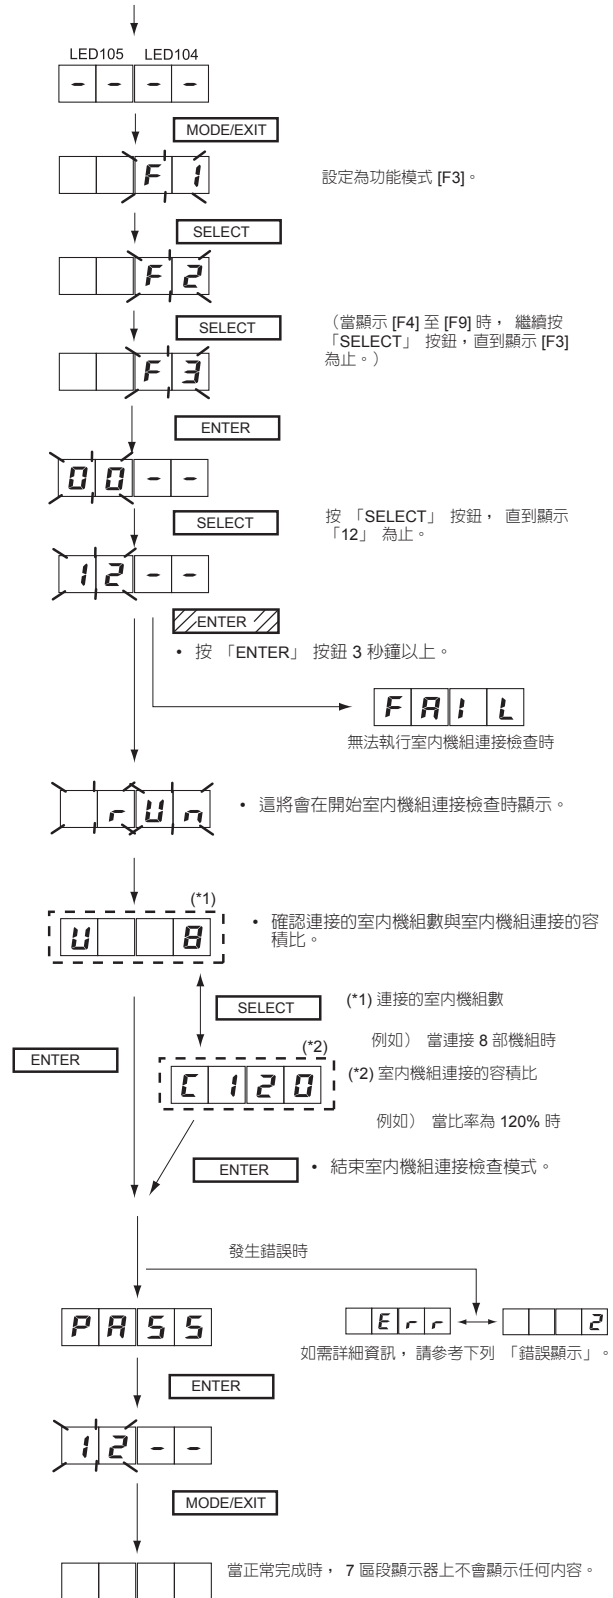 LED105 LED104
- - - -
MODE/EXIT
F 1
設定為功能模式 [F3]。
SELECT
F 2
SELECT
（當顯示 [F4] 至 [F9] 時， 繼續按
「SELECT」 按鈕，直到顯示 [F3]
為止。）
F 3
ENTER
0 0 - -
SELECT
按 「SELECT」 按鈕， 直到顯示
「12」 為止。
1 2 - -
ENTER
• 按 「ENTER」 按鈕 3 秒鐘以上。
F A I L
無法執行室内機組連接檢查時
r U n
• 這將會在開始室内機組連接檢查時顯示。
(*1)
U 8
• 確認連接的室内機組數與室内機組連接的容
積比。
SELECT
(*1) 連接的室内機組數
例如） 當連接 8 部機組時
ENTER
(*2)
C 1 2 0
(*2) 室内機組連接的容積比
例如） 當比率為 120% 時
ENTER
• 結束室内機組連接檢查模式。
發生錯誤時
P A S S
E r r
2
如需詳細資訊， 請參考下列 「錯誤顯示」。
ENTER
1 2 - -
MODE/EXIT
當正常完成時， 7 區段顯示器上不會顯示任何内容。